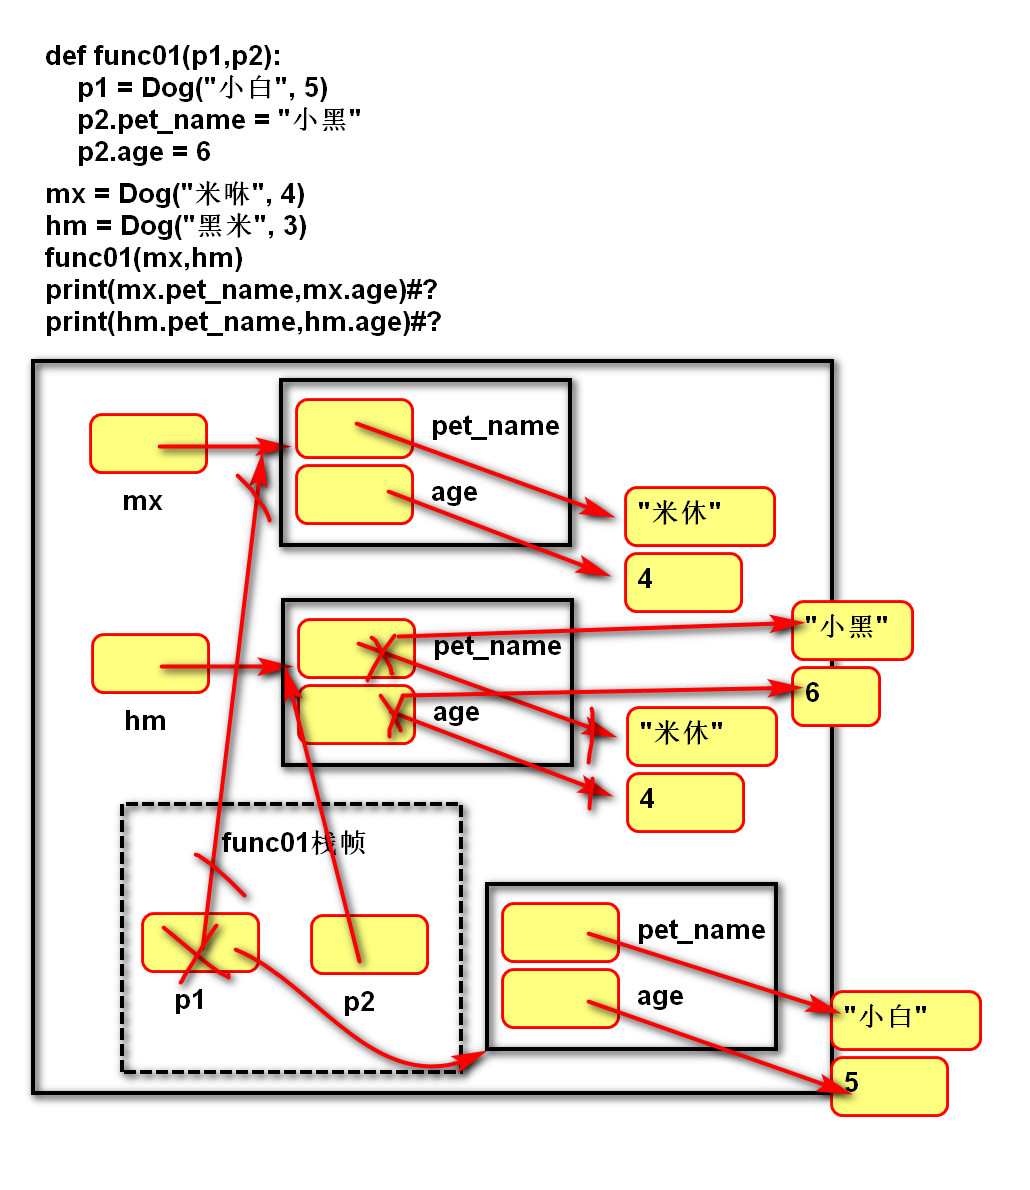 def func01(p1,p2):
    p1 = Dog("小白", 5)
    p2.pet_name = "小黑"
    p2.age = 6
mx = Dog("米咻", 4)
hm = Dog("黑米", 3)
func01(mx,hm)
print(mx.pet_name,mx.age)#?
print(hm.pet_name,hm.age)#?
pet_name
mx
age
"米休"
4
"小黑"
hm
pet_name
6
age
"米休"
4
func01栈帧
p1
p2
pet_name
age
"小白"
5